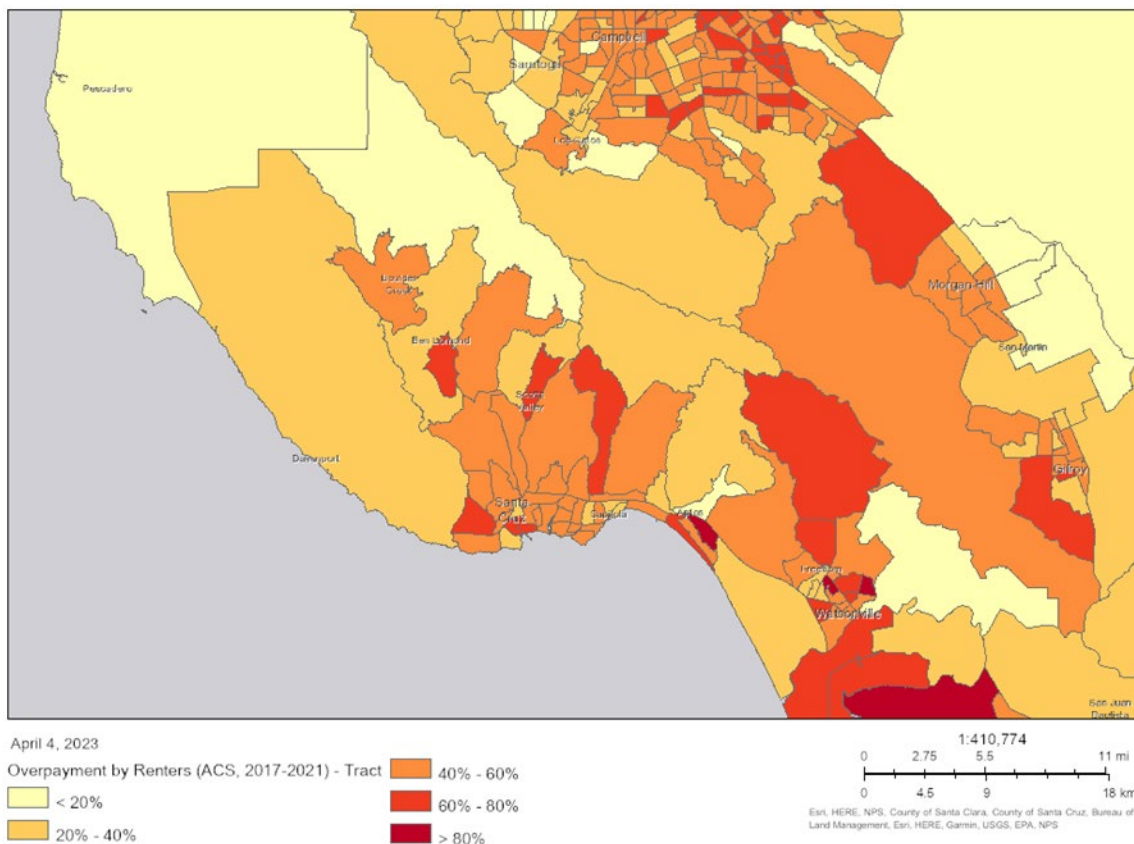 Campbell
Saratoga
Pescadero
Los Gatos
Boulder
Creek
Morgan Hill
Ben Lomond
San Martin
Scotts
Valley
Davenport
Gilroy
Santa
Cruz
Capitola
Aptos
Freedom
Watsonville
San Juan
Bautista
April 4, 2023
Overpayment by Renters (ACS, 2017-2021) - Tract
< 20%
20% - 40%
40% - 60%
60% - 80%
> 80%
1:410,774
0 2.75 5.5 11 mi
0 4.5 9 18 km
Esri, HERE, NPS, County of Santa Clara, County of Santa Cruz, Bureau of
Land Management, Esri, HERE, Garmin, USGS, EPA, NPS